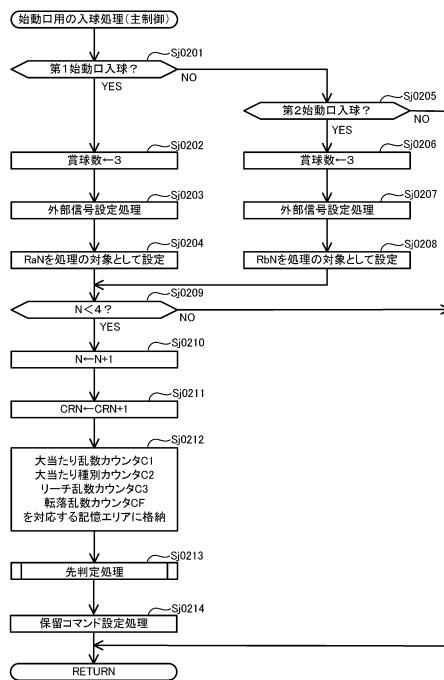 始動口用の入球処理(主制御)
Sj0201
第1始動口入球？
NO
YES
Sj0205
第2始動口入球？
NO
YES
Sj0202
賞球数←3
Sj0206
賞球数←3
Sj0203
外部信号設定処理
Sj0207
外部信号設定処理
Sj0204
RaNを処理の対象として設定
Sj0208
RbNを処理の対象として設定
Sj0209
N＜4？
NO
YES
Sj0210
N←N+1
Sj0211
CRN←CRN+1
Sj0212
大当たり乱数カウンタC1
大当たり種別カウンタC2
リーチ乱数カウンタC3
転落乱数カウンタCF
を対応する記憶エリアに格納
Sj0213
先判定処理
Sj0214
保留コマンド設定処理
RETURN